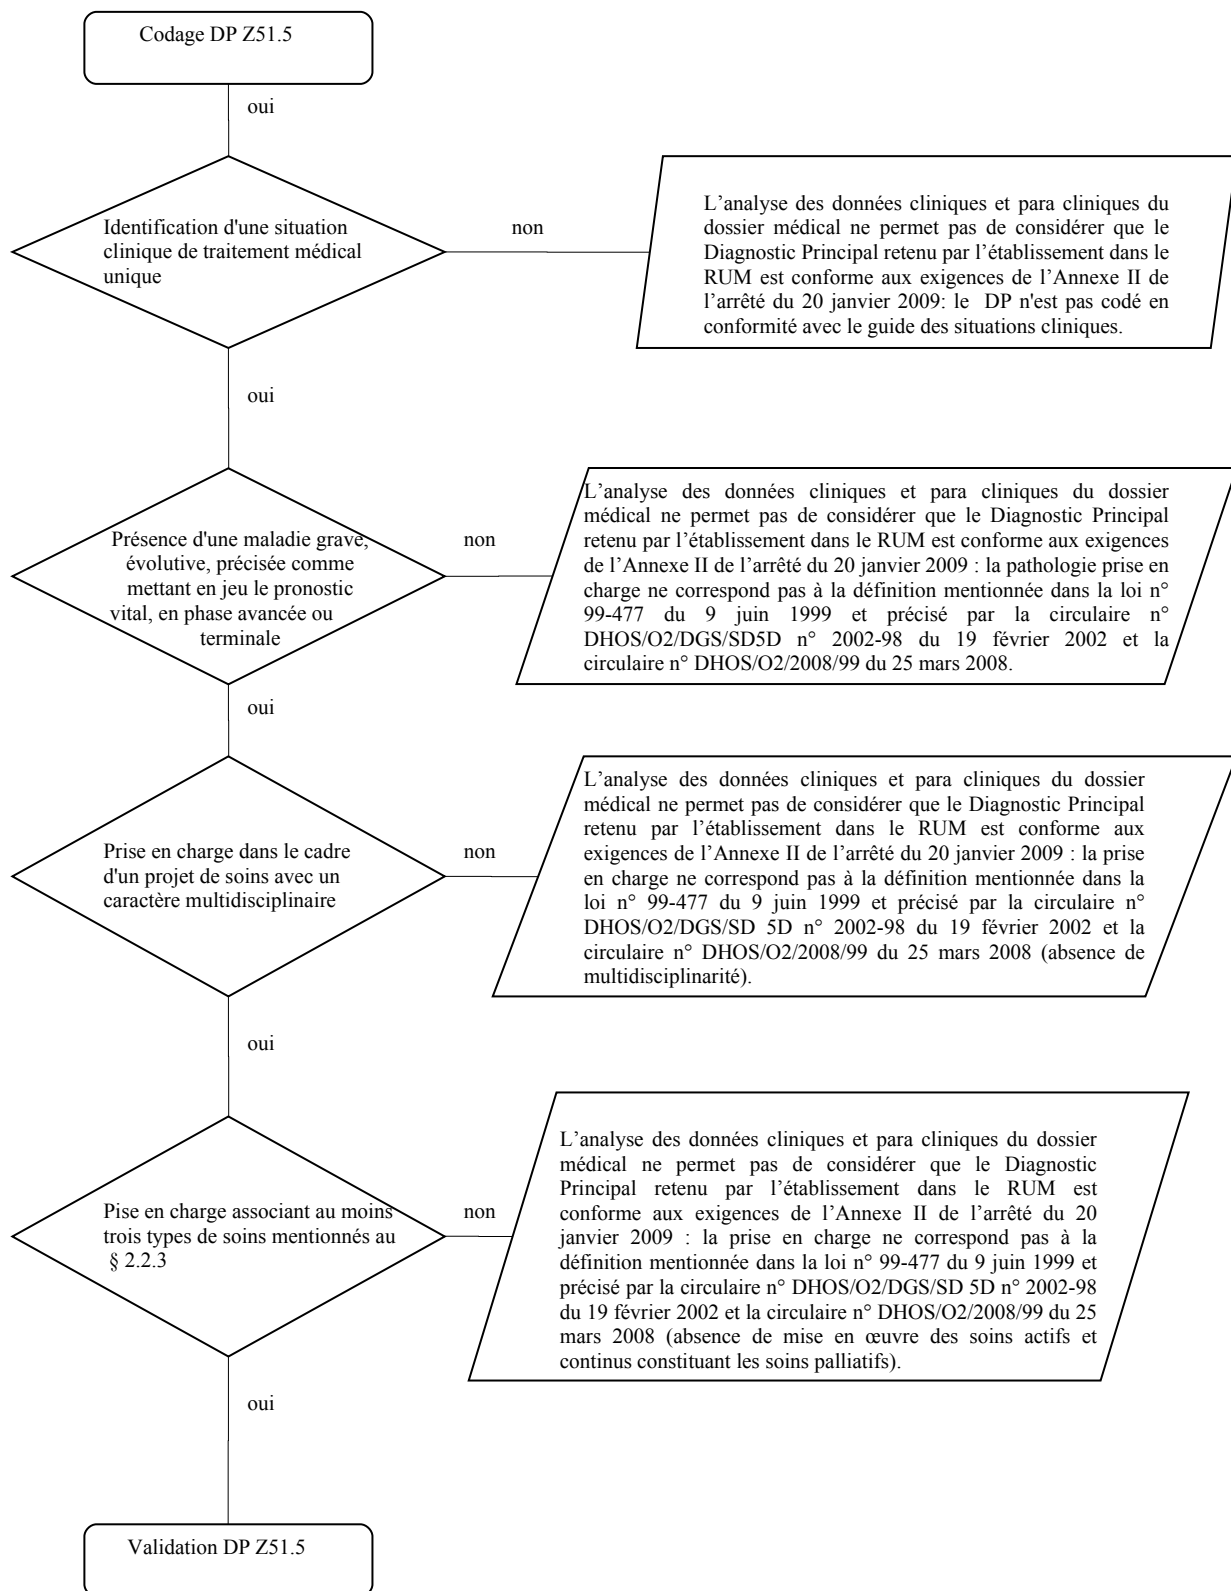 Codage DP Z51.5
oui
Identification d'une situation
clinique de traitement médical
unique
non
L'analyse des données cliniques et para cliniques du
dossier médical ne permet pas de considérer que le
Diagnostic Principal retenu par l'établissement dans le
RUM est conforme aux exigences de l'Annexe II de
l'arrêté du 20 janvier 2009: le DP n'est pas codé en
conformité avec le guide des situations cliniques.
oui
Présence d'une maladie grave,
évolutive, précisée comme
mettant en jeu le pronostic
vital, en phase avancée ou
terminale
non
L'analyse des données cliniques et para cliniques du dossier
médical ne permet pas de considérer que le Diagnostic Principal
retenu par l'établissement dans le RUM est conforme aux exigences
de l'Annexe II de l'arrêté du 20 janvier 2009 : la pathologie prise en
charge ne correspond pas à la définition mentionnée dans la loi n°
99-477 du 9 juin 1999 et précisé par la circulaire n°
DHOS/O2/DGS/SD5D n° 2002-98 du 19 février 2002 et la
circulaire n° DHOS/O2/2008/99 du 25 mars 2008.
oui
Prise en charge dans le cadre
d'un projet de soins avec un
caractère multidisciplinaire
non
L'analyse des données cliniques et para cliniques du dossier
médical ne permet pas de considérer que le Diagnostic Principal
retenu par l'établissement dans le RUM est conforme aux
exigences de l'Annexe II de l'arrêté du 20 janvier 2009 : la prise
en charge ne correspond pas à la définition mentionnée dans la
loi n° 99-477 du 9 juin 1999 et précisé par la circulaire n°
DHOS/O2/DGS/SD 5D n° 2002-98 du 19 février 2002 et la
circulaire n° DHOS/O2/2008/99 du 25 mars 2008 (absence de
multidisciplinarité).
oui
Pise en charge associant au moins
trois types de soins mentionnés au
§ 2.2.3
non
L'analyse des données cliniques et para cliniques du dossier
médical ne permet pas de considérer que le Diagnostic
Principal retenu par l'établissement dans le RUM est
conforme aux exigences de l'Annexe II de l'arrêté du 20
janvier 2009 : la prise en charge ne correspond pas à la
définition mentionnée dans la loi n° 99-477 du 9 juin 1999 et
précisé par la circulaire n° DHOS/O2/DGS/SD 5D n° 2002-98
du 19 février 2002 et la circulaire n° DHOS/O2/2008/99 du 25
mars 2008 (absence de mise en œuvre des soins actifs et
continus constituant les soins palliatifs).
oui
Validation DP Z51.5